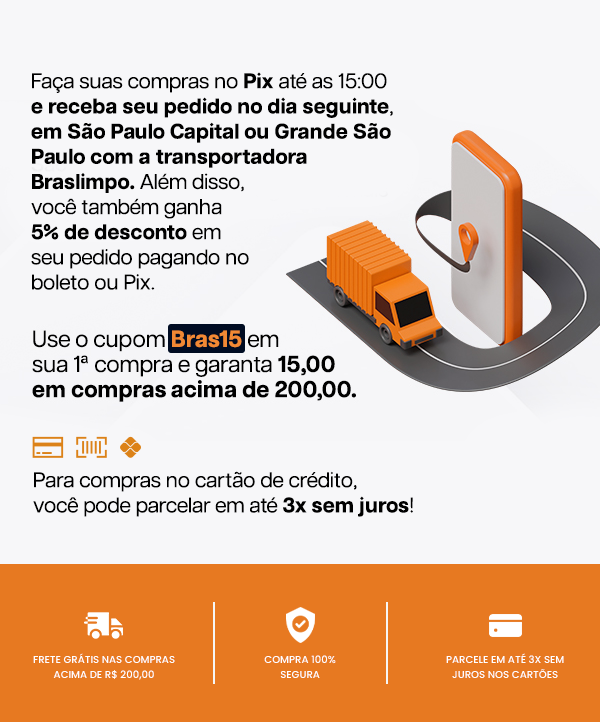 Faça suas compras no Pix até as 15:00
e receba seu pedido no dia seguinte,
em São Paulo Capital ou Grande São
Paulo com a transportadora
Braslimpo. Além disso,
você também ganha
5% de desconto em
seu pedido pagando no
boleto ou Pix.
Use o cupom Bras15 em
sua 1ª compra e garanta 15,00
em compras acima de 200,00.
Para compras no cartão de crédito,
você pode parcelar em até 3x sem juros!
FRETE GRÁTIS NAS COMPRAS
ACIMA DE R$ 200,00
COMPRA 100%
SEGURA
PARCELE EM ATÉ 3X SEM
JUROS NOS CARTÕES